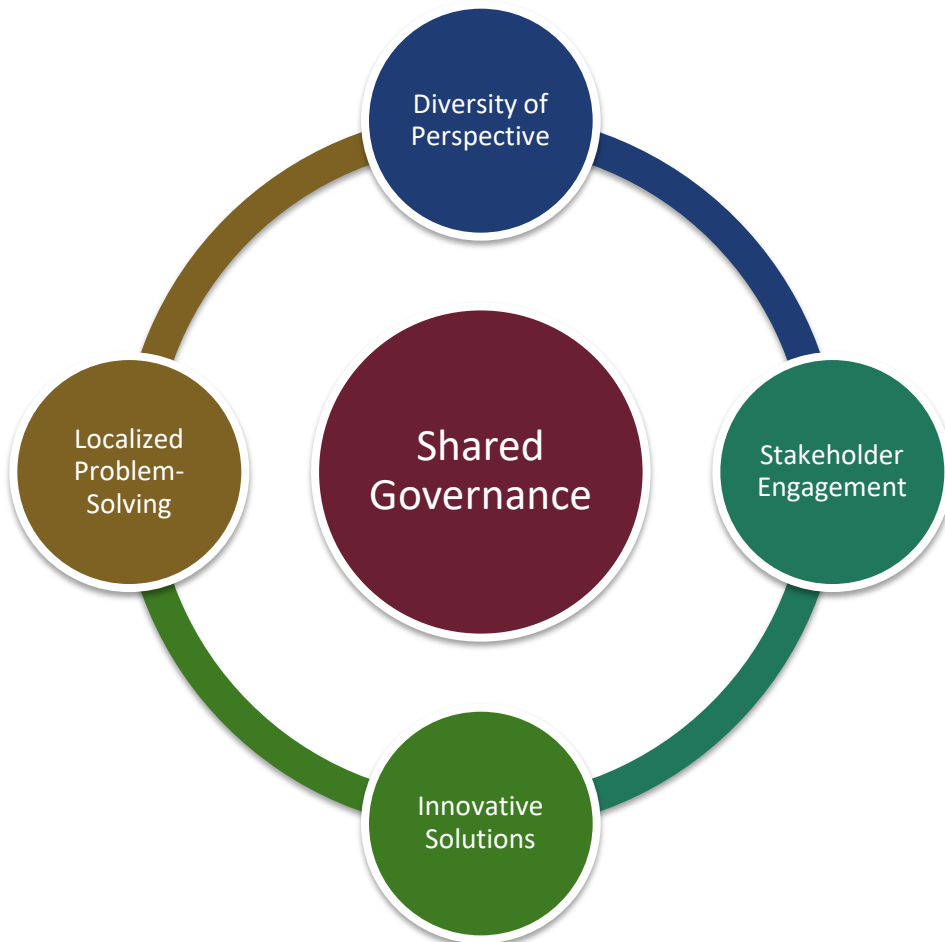 Diversity of
Perspective
Localized
Problem-
Solving
Shared
Governance
Stakeholder
Engagement
Innovative
Solutions